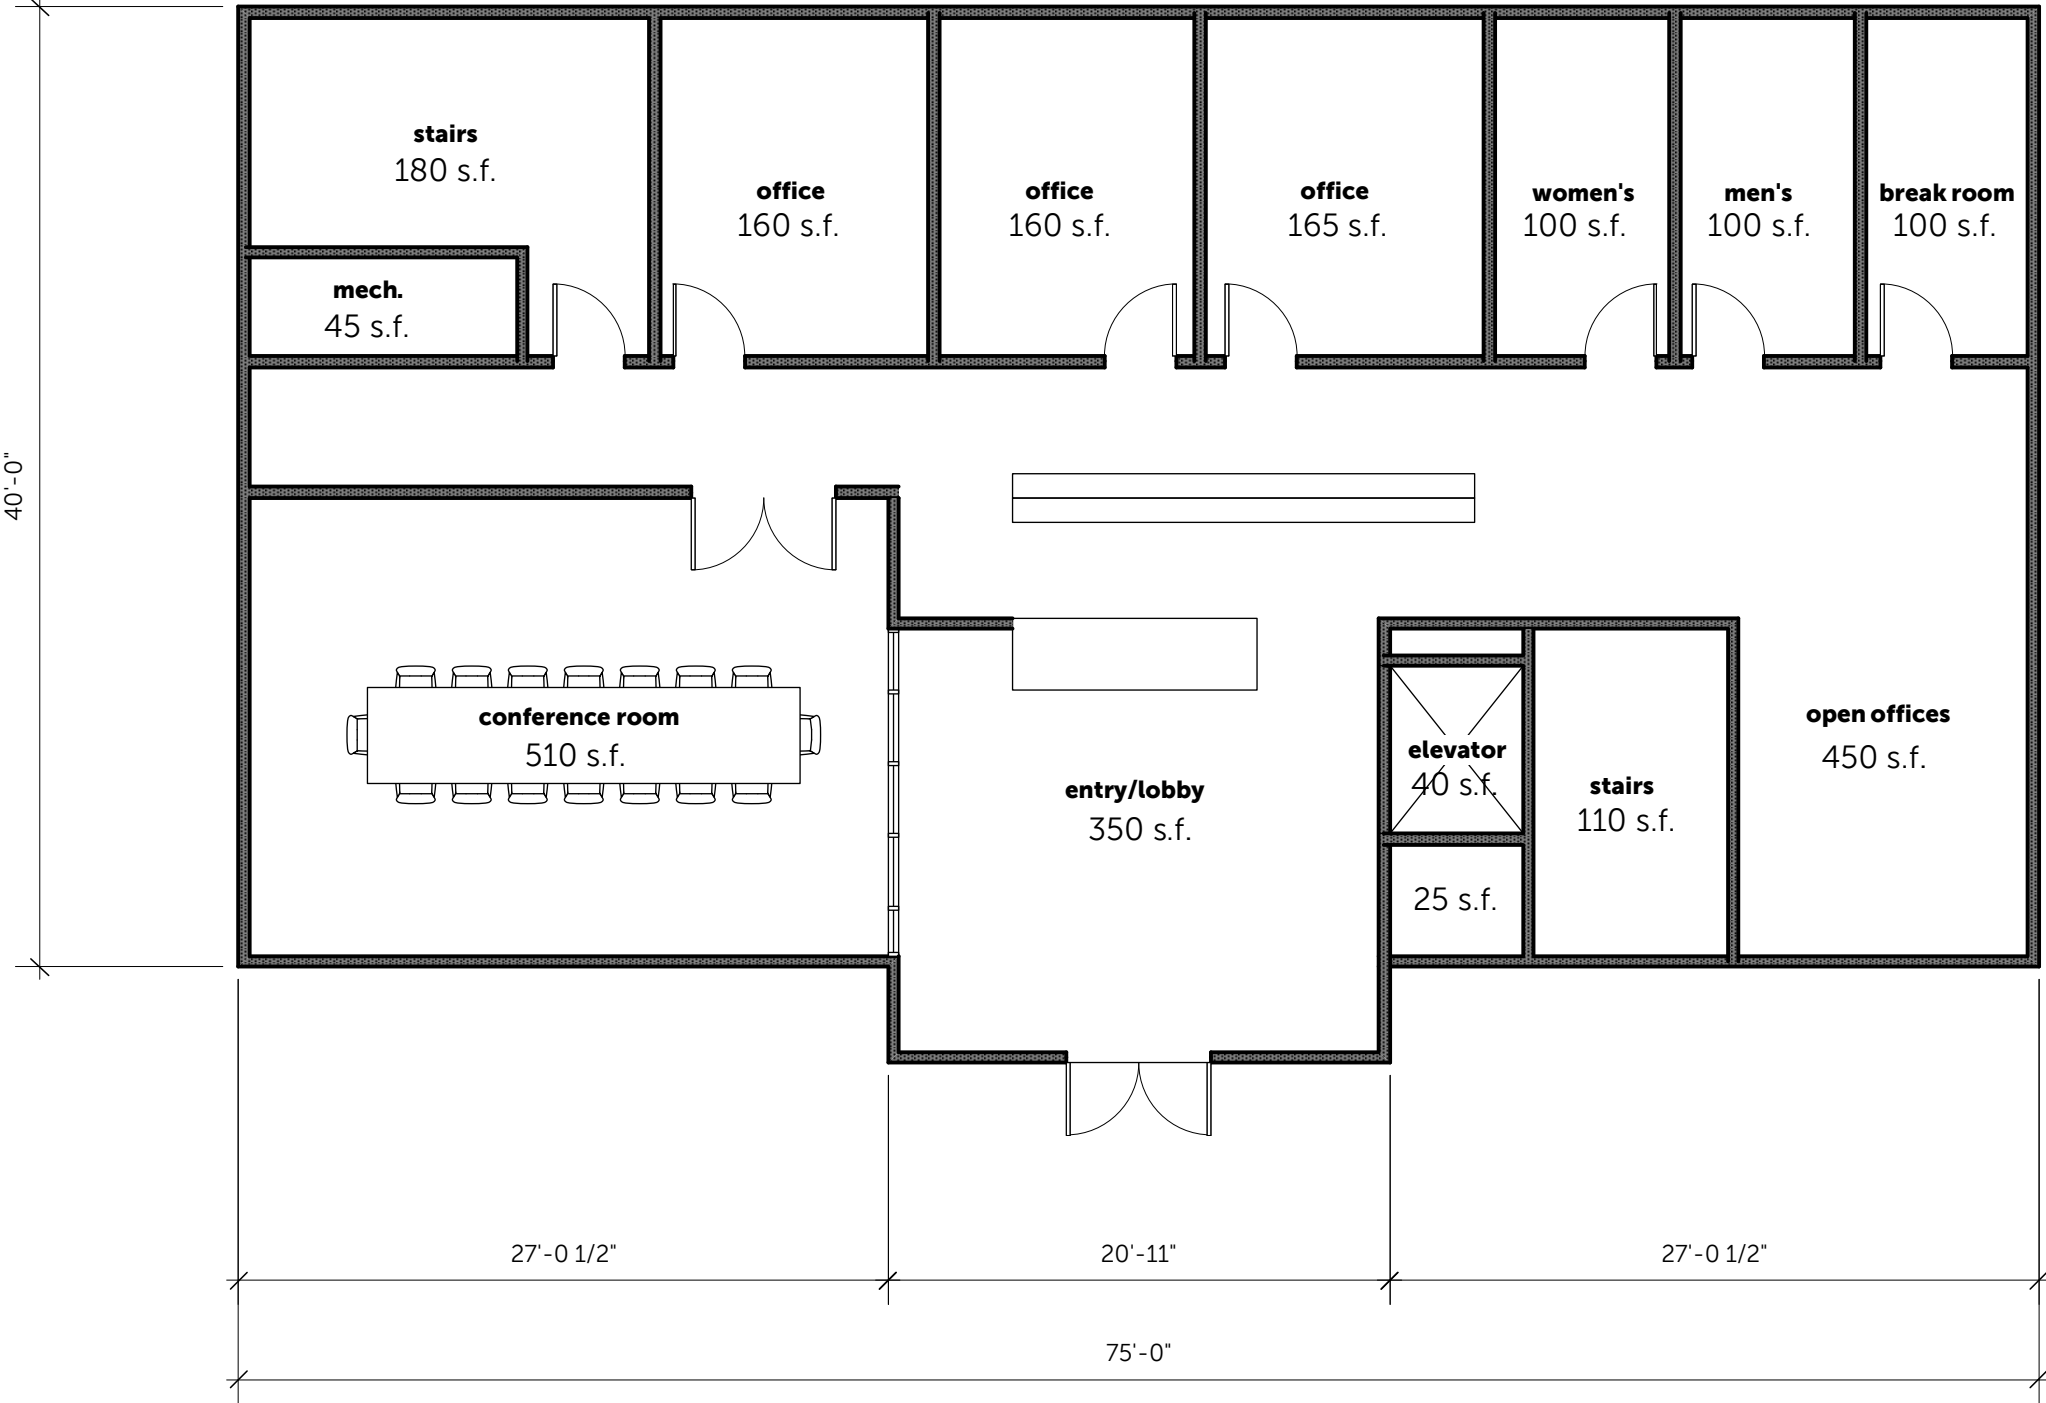 stairs
180 s.f.
office
160 s.f.
office
160 s.f.
office
165 s.f.
women's
100 s.f.
men's
100 s.f.
break room
100 s.f.
mech.
45 s.f.
40'-0"
conference room
510 s.f.
entry/lobby
350 s.f.
elevator
40 s.f.
25 s.f.
stairs
110 s.f.
open offices
450 s.f.
27'-0 1/2"
20'-11"
27'-0 1/2"
75'-0"